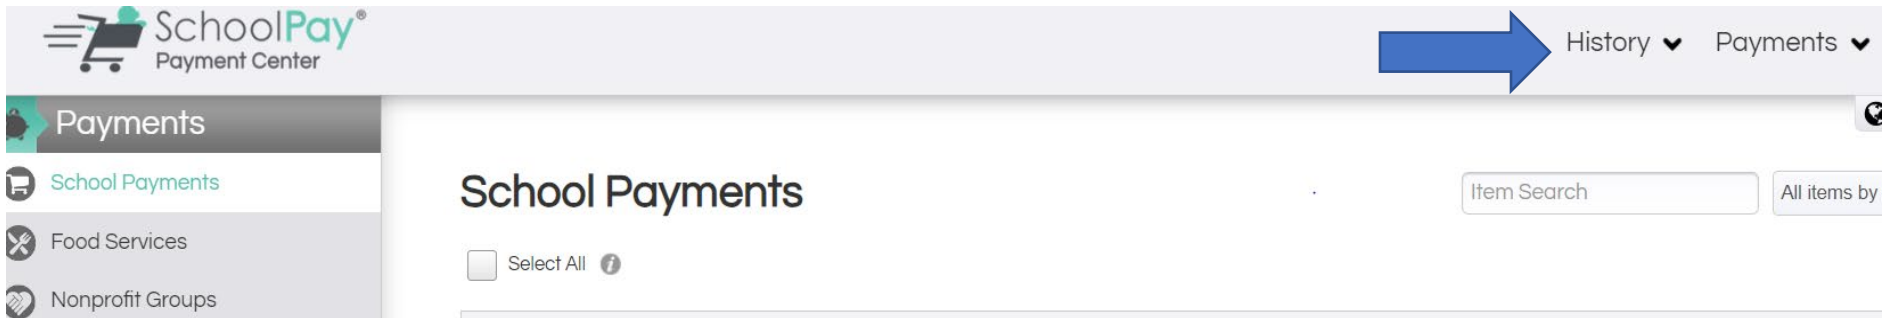 SchoolPay®
Payment Center
History Payments
Payments
School Payments
Food Services
Nonprofit Groups
School Payments
Item Search
All items by
Select All